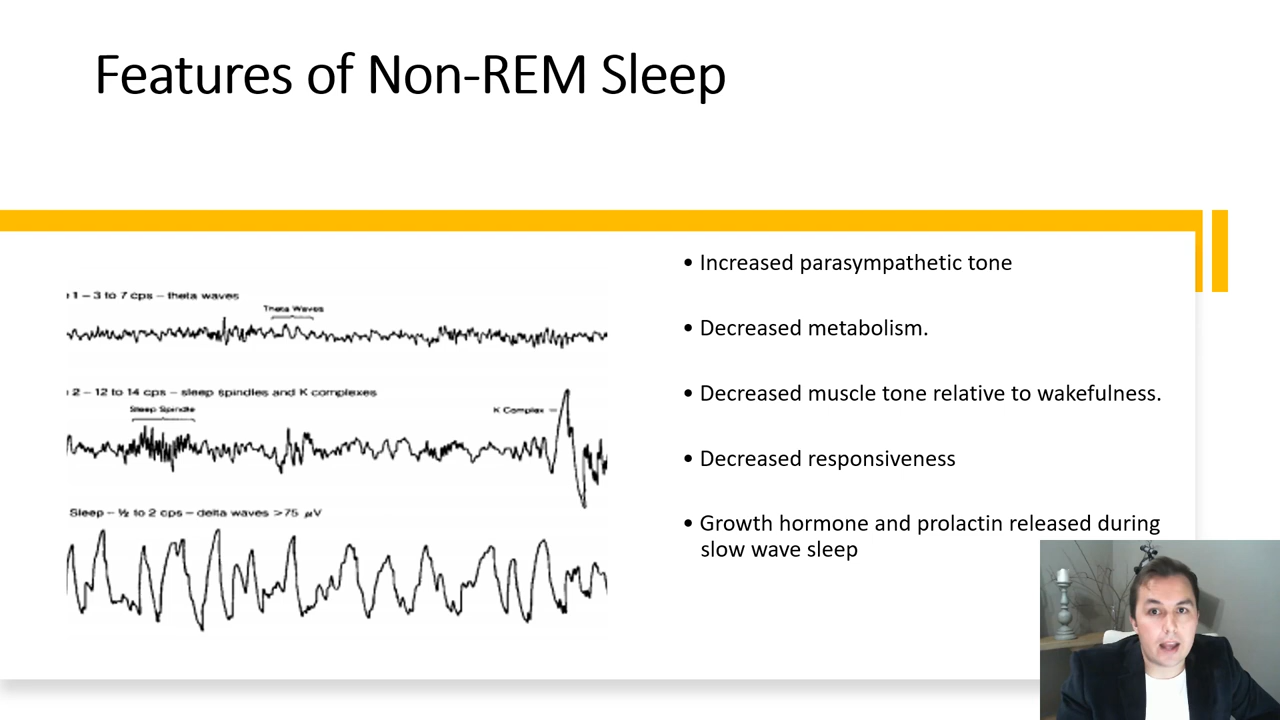 Features of Non-REM Sleep
• Increased parasympathetic tone
• Decreased metabolism.
• Decreased muscle tone relative to wakefulness.
• Decreased responsiveness
• Growth hormone and prolactin released during
slow wave sleep
1 – 3 to 7 cps – theta waves
Theta Waves
2 – 12 to 14 cps – sleep spindles and K complexes
Sleep Spindle
K Complex –
Sleep – ½ to 2 cps – delta waves >75 μV